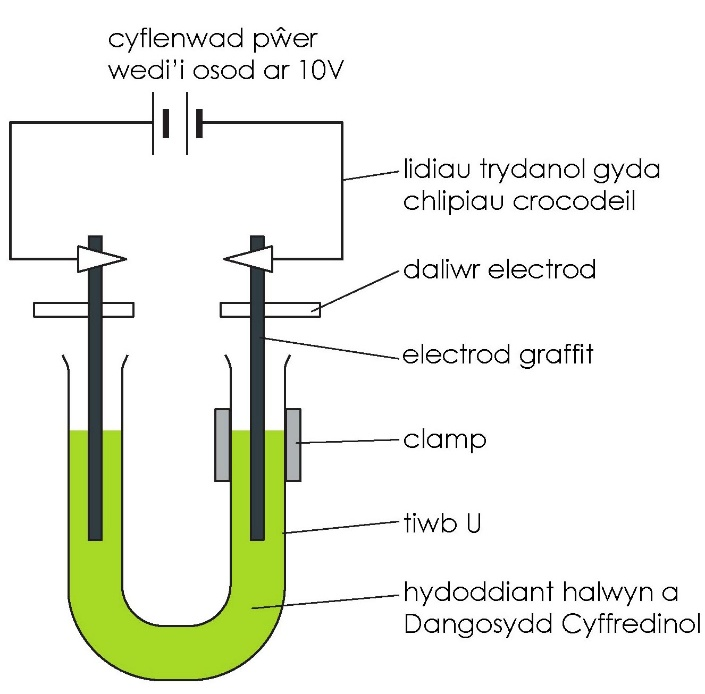 cyflenwad pŵer
wedi'i osod ar 10V
lidiau trydanol gyda
chlipiau crocodeil
daliwr electrod
electrod graffit
clamp
tiwb U
hydoddiant halwyn a
Dangosydd Cyffredinol